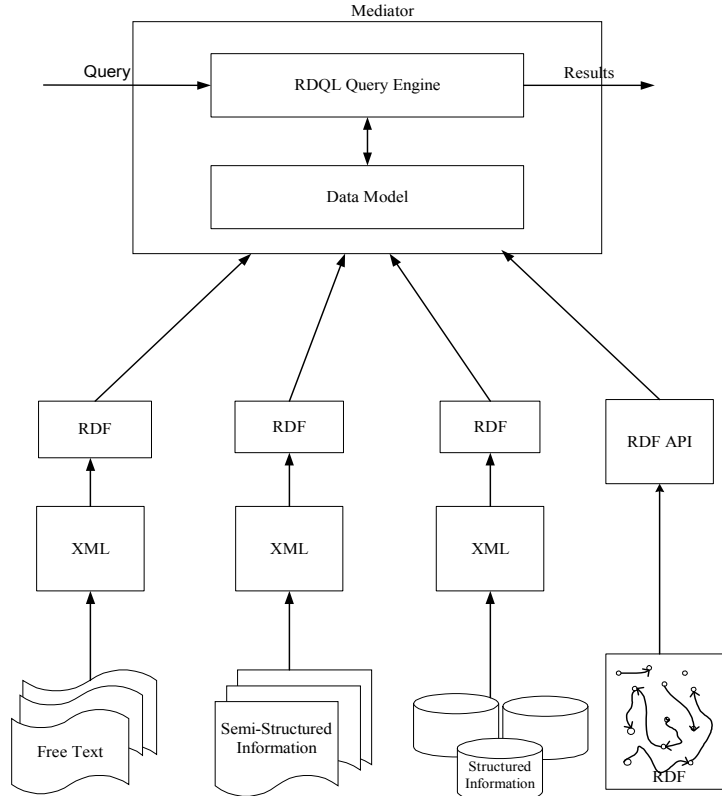 Mediator
Query
RDQL Query Engine
Results
Data Model
RDF
RDF
RDF
RDF API
XML
XML
XML
Free Text
Semi-Structured
Information
Structured
Information
RDF